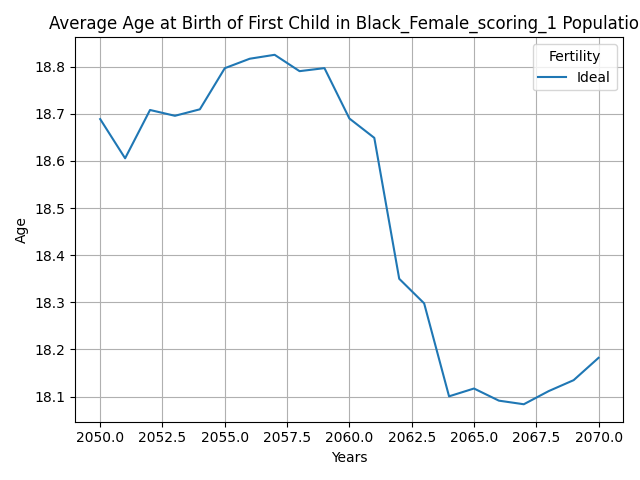 Average Age at Birth of First Child in Black_Female_scoring_1 Populatio
Fertility
Ideal
Age
18.8
18.7
18.6
18.5
18.4
18.3
18.2
18.1
2050.0 2052.5 2055.0 2057.5 2060.0 2062.5 2065.0 2067.5 2070.0
Years